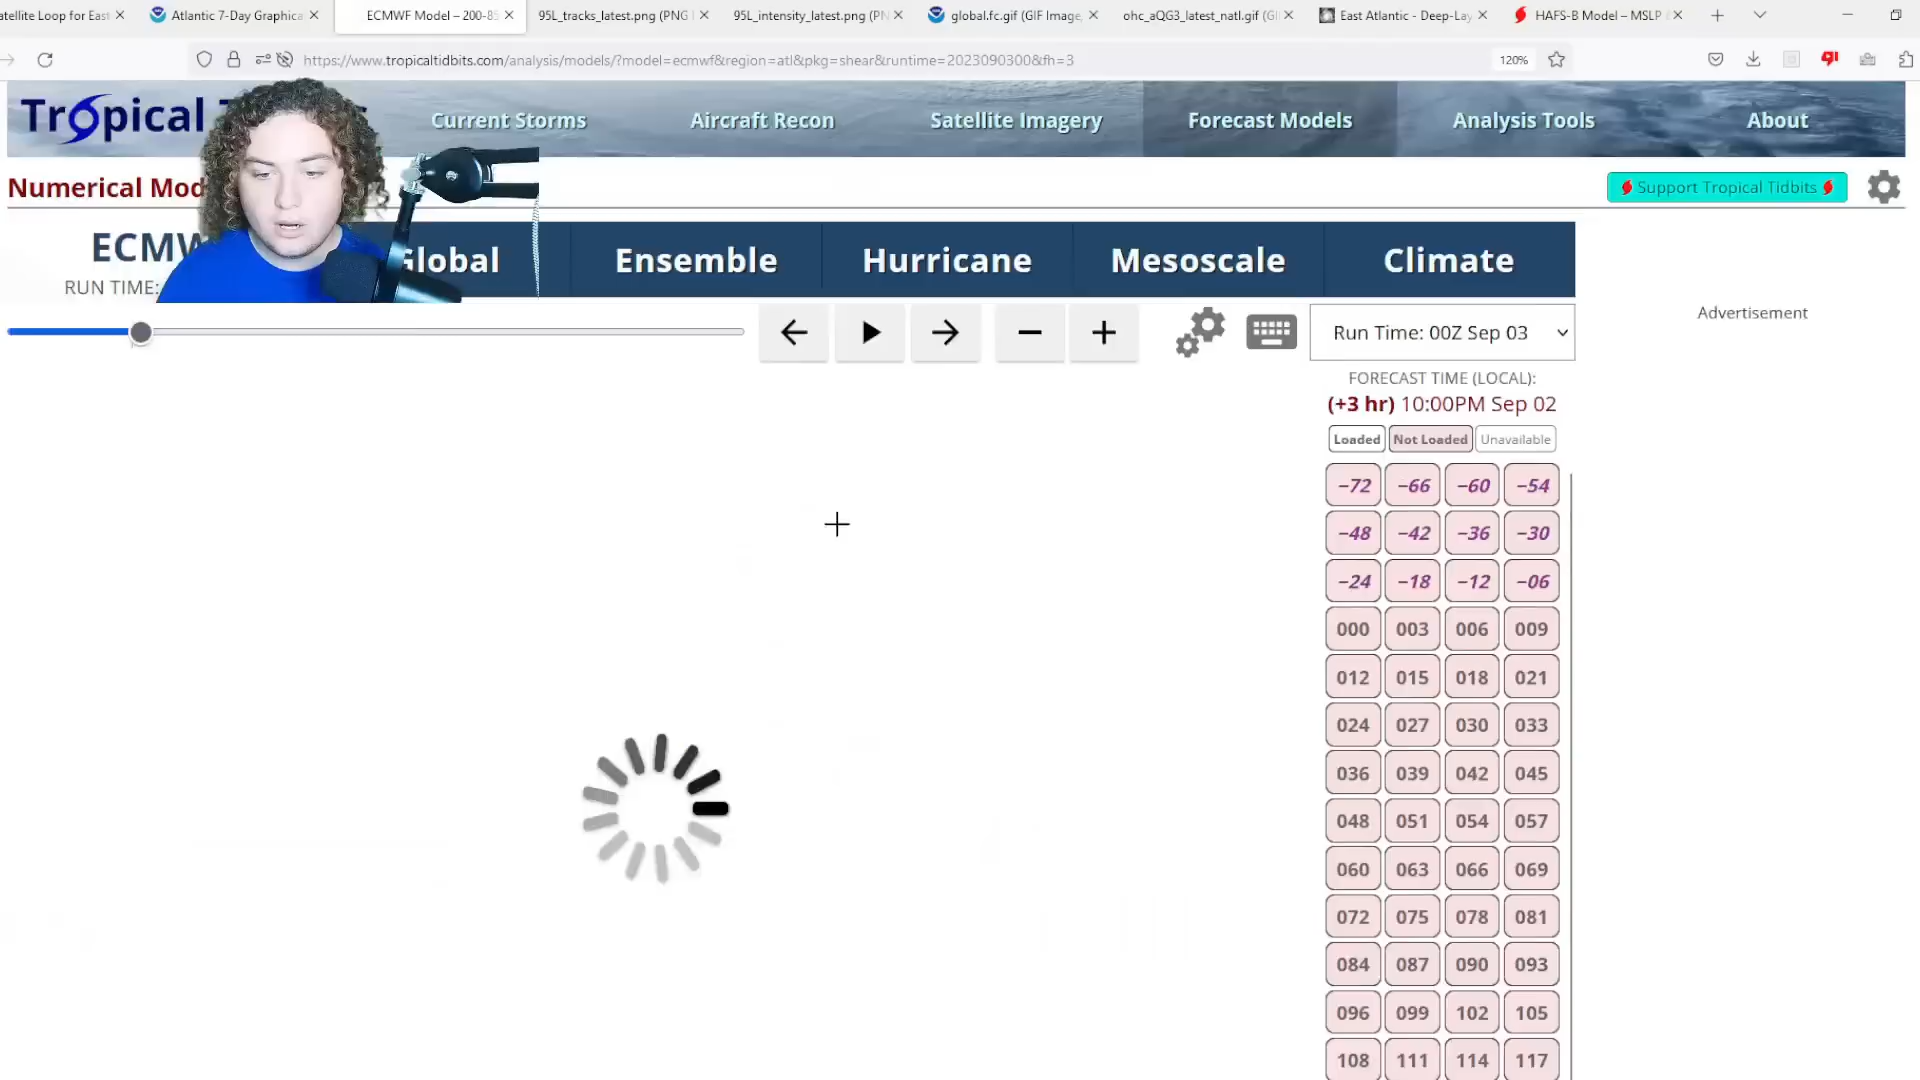 atellite Loop for East
Atlantic 7-Day Graphica
ECMWF Model – 200-85
95L_tracks_latest.png (PNG I
95L_intensity_latest.png (PN
global.fc.gif (GIF Image,
ohc_aQG3_latest_natl.gif (GI
East Atlantic - Deep-Lay
HAFS-B Model – MSLP &
https://www.tropicaltidbits.com/analysis/models/?model=ecmwf&region=atl&pkg=shear&runtime=2023090300&fh=3
120%
Tropical
Current Storms
Aircraft Recon
Satellite Imagery
Forecast Models
Analysis Tools
About
Numerical Mod
Support Tropical Tidbits
ECMW
RUN TIME:
Global
Ensemble
Hurricane
Mesoscale
Climate
Run Time: 00Z Sep 03
Advertisement
FORECAST TIME (LOCAL):
(+3 hr) 10:00PM Sep 02
Loaded Not Loaded Unavailable
−72 −66 −60 −54
−48 −42 −36 −30
−24 −18 −12 −06
000 003 006 009
012 015 018 021
024 027 030 033
036 039 042 045
048 051 054 057
060 063 066 069
072 075 078 081
084 087 090 093
096 099 102 105
108 111 114 117